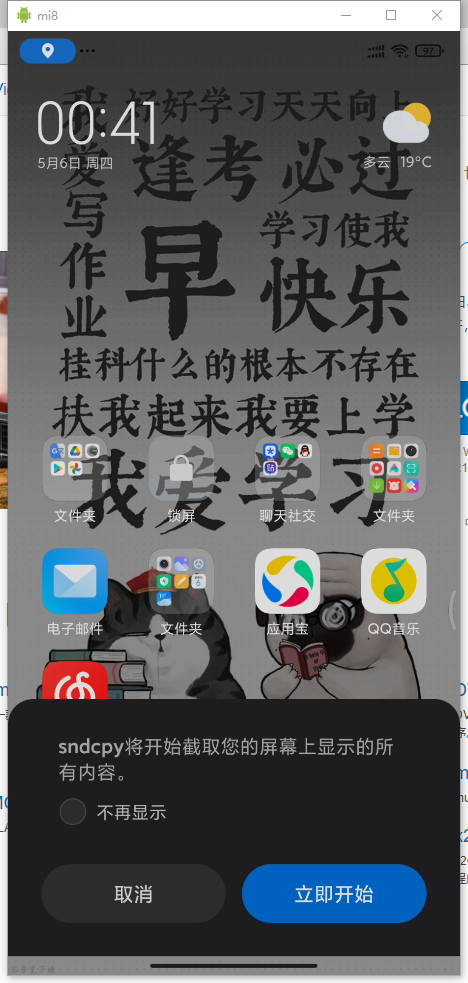 mi8
97
00:41
5月6日 周四
多云 19°C
我 好好学习天天向上
爱 逢考 必过
写 学习使我
作 早 快乐
业
挂科什么的根本不存在
扶我起来我要上学
我爱学习
文件夹
锁屏
聊天社交
文件夹
电子邮件
文件夹
应用宝
QQ音乐
sndcpy将开始截取您的屏幕上显示的所
有内容。
不再显示
取消
立即开始